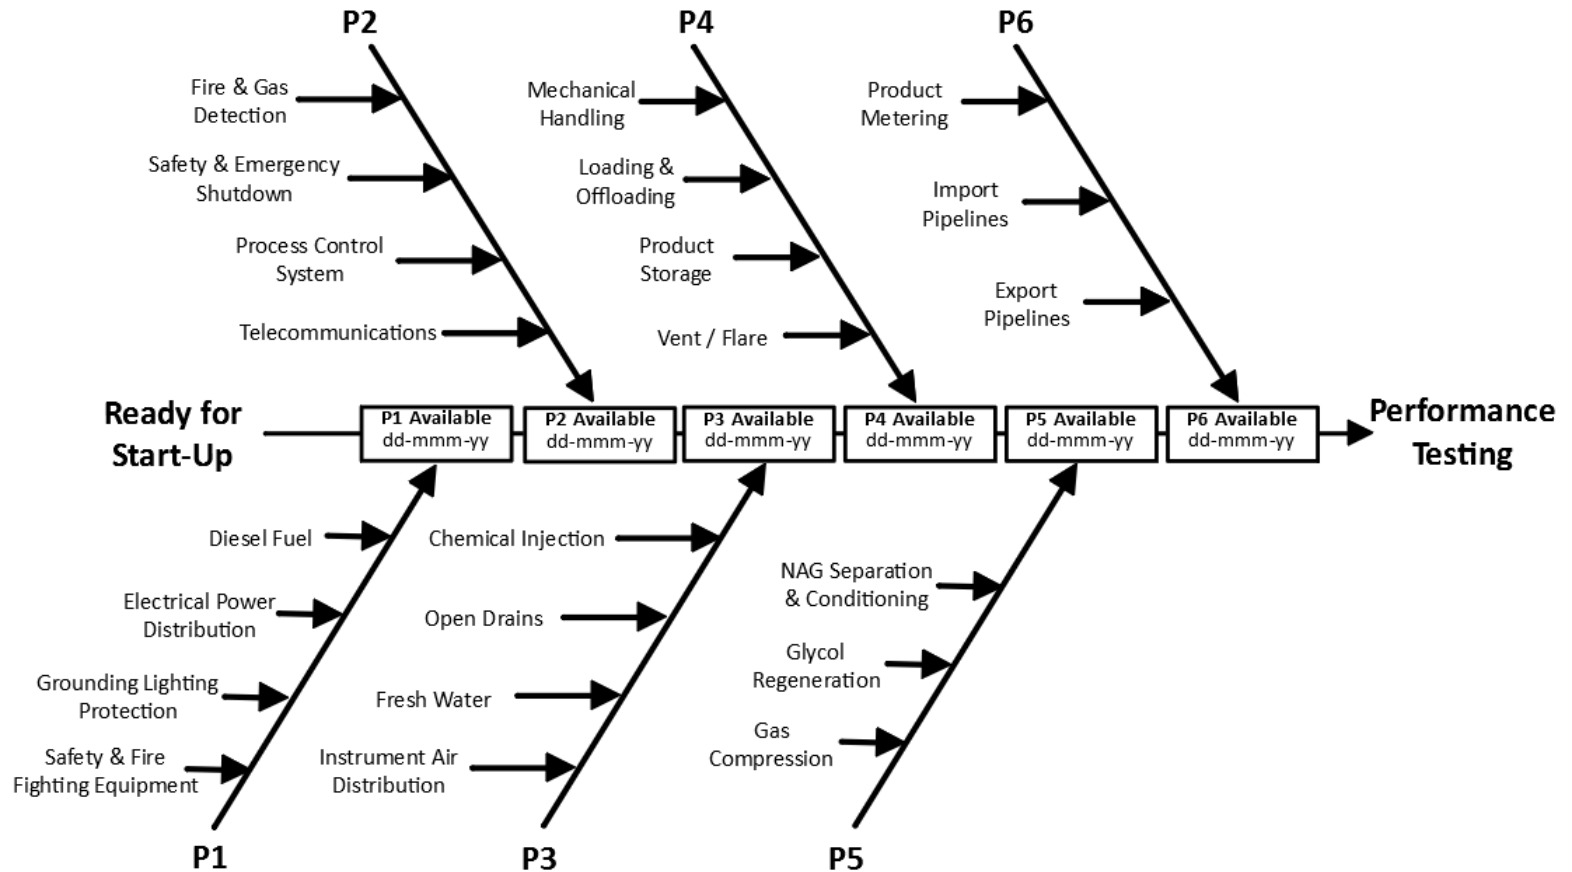 P2
P4
P6
Fire & Gas
Detection
Safety & Emergency
Shutdown
Process Control
System
Telecommunications
Mechanical
Handling
Loading &
Offloading
Product
Storage
Vent / Flare
Product
Metering
Import
Pipelines
Export
Pipelines
Ready for
Start-Up
P1 Available
dd-mmm-yy
P2 Available
dd-mmm-yy
P3 Available
dd-mmm-yy
P4 Available
dd-mmm-yy
P5 Available
dd-mmm-yy
P6 Available
dd-mmm-yy
Performance
Testing
Diesel Fuel
Electrical Power
Distribution
Grounding Lighting
Protection
Safety & Fire
Fighting Equipment
Chemical Injection
Open Drains
Fresh Water
Instrument Air
Distribution
NAG Separation
& Conditioning
Glycol
Regeneration
Gas
Compression
P1
P3
P5